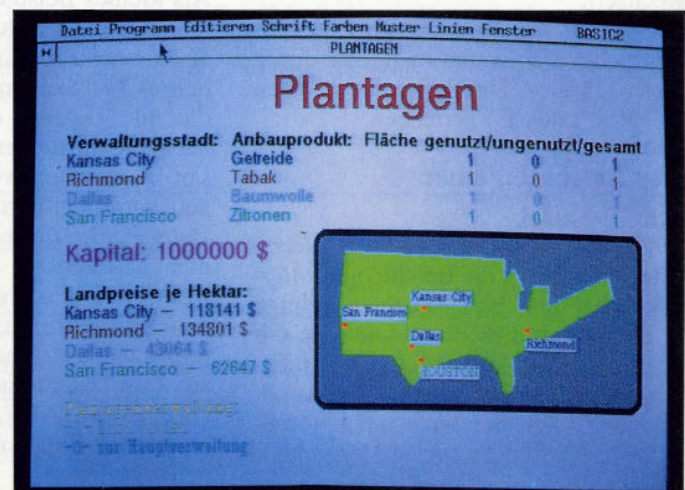 Datei Programm Editieren Schrift Farben Muster Linien Fenster BASIC2
PLANTAGEN
Plantagen
Verwaltungsstadt: Anbauprodukt: Fläche genutzt/ungenutzt/gesamt
Kansas City Getreide 1 0 1
Richmond Tabak 1 0 1
Dallas Baumwolle 1 0 1
San Francisco Zitronen 1 0 1
Kapital: 1000000 $
Landpreise je Hektar:
Kansas City – 118141 $
Richmond – 134801 $
Dallas – 43064 $
San Francisco – 62647 $
Kansas City
San Francisco
Dallas
Richmond
HOUSTON
-0- zur Hauptverwaltung